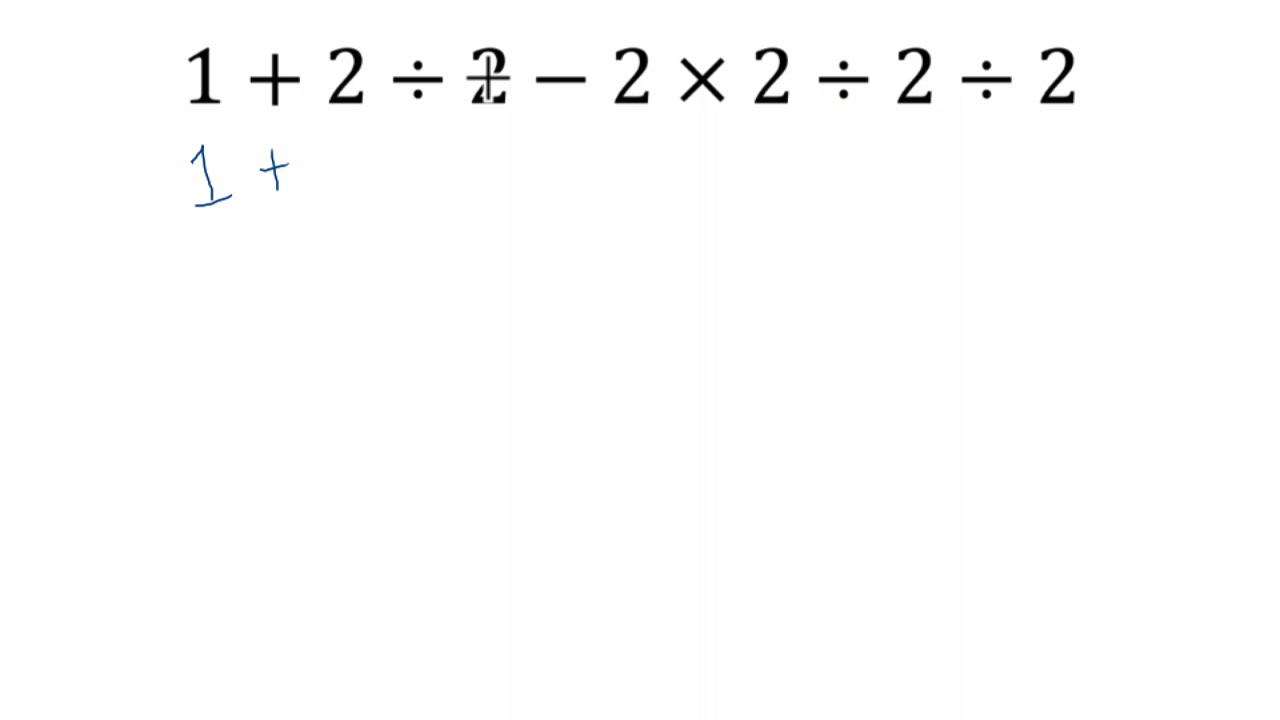 1 + 2 ÷ 2 − 2 × 2 ÷ 2 ÷ 2
1 +